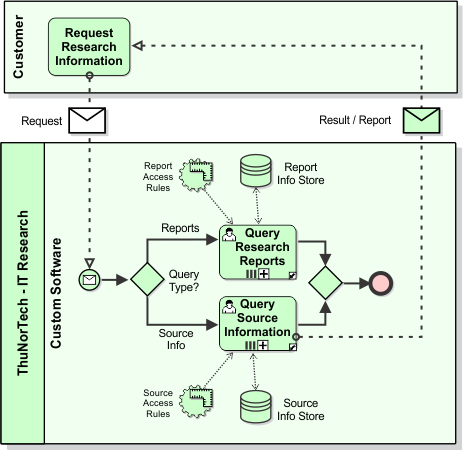 Customer
Request
Research
Information
Request
Result / Report
ThuNorTech - IT Research
Custom Software
Report
Access
Rules
Report
Info Store
Reports
Query
Research
Reports
Query
Type?
Query
Source
Information
Source
Info
Source
Access
Rules
Source
Info Store